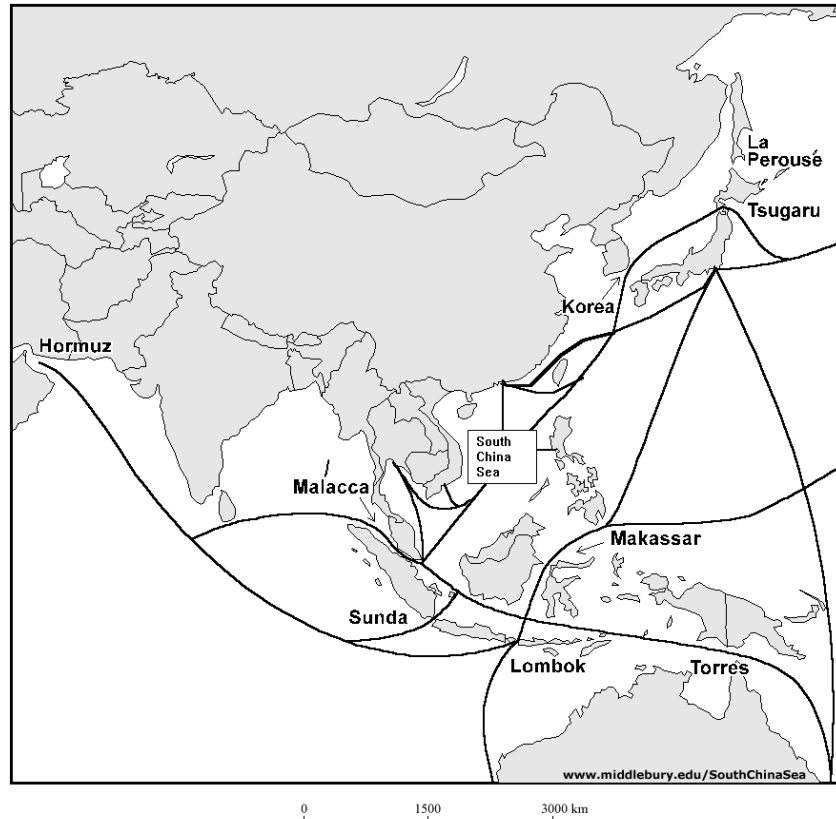 La
Perousé
Tsugaru
Korea
Hormuz
South
China
Sea
Malacca
Makassar
Sunda
Lombok
Torres
www.middlebury.edu/SouthChinaSea
0 1500 3000 km